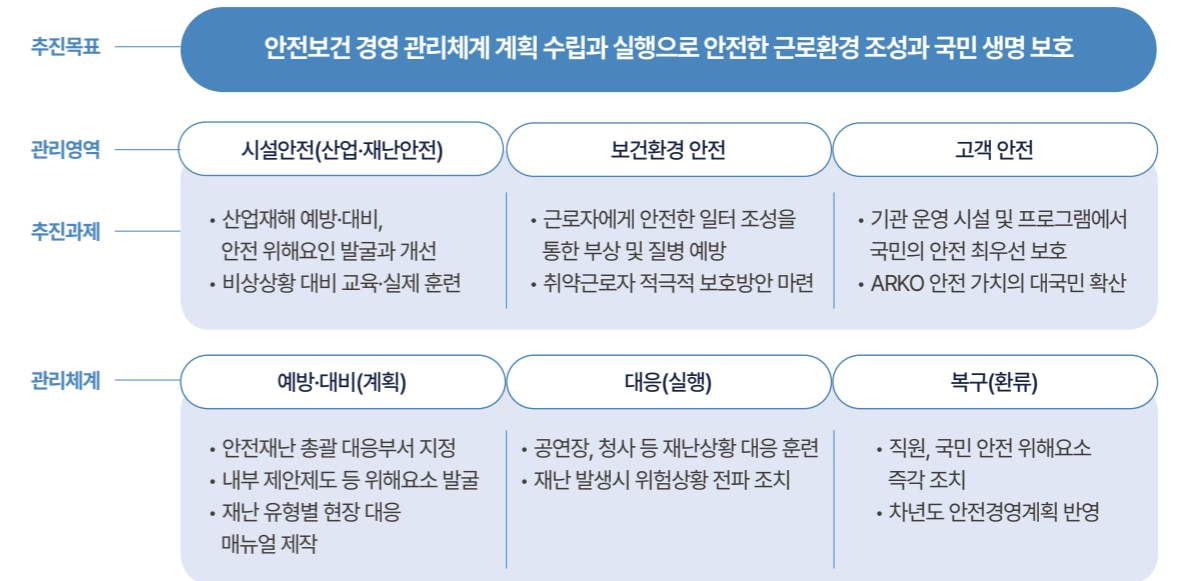 추진목표
안전보건 경영 관리체계 계획 수립과 실행으로 안전한 근로환경 조성과 국민 생명 보호
관리영역
시설안전(산업·재난안전)
보건환경 안전
고객 안전
추진과제
• 산업재해 예방·대비,
안전 위해요인 발굴과 개선
• 비상상황 대비 교육·실제 훈련
• 근로자에게 안전한 일터 조성을
통한 부상 및 질병 예방
• 취약근로자 적극적 보호방안 마련
• 기관 운영 시설 및 프로그램에서
국민의 안전 최우선 보호
• ARKO 안전 가치의 대국민 확산
관리체계
예방·대비(계획)
대응(실행)
복구(환류)
• 안전재난 총괄 대응부서 지정
• 내부 제안제도 등 위해요소 발굴
• 재난 유형별 현장 대응
매뉴얼 제작
• 공연장, 청사 등 재난상황 대응 훈련
• 재난 발생시 위험상황 전파 조치
• 직원, 국민 안전 위해요소
즉각 조치
• 차년도 안전경영계획 반영